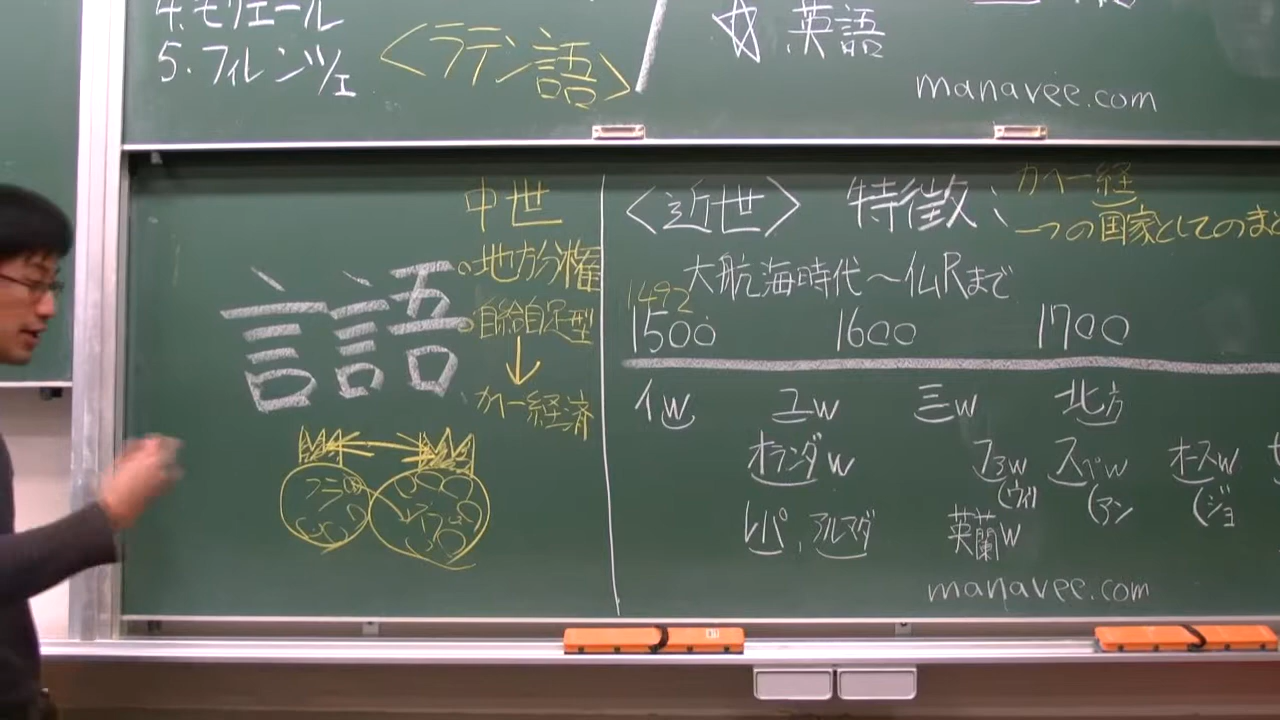 4.モリエール
5.フィレンツェ
<ラテン語>
英語
manavee.com
言語
中世
地方分権
自給自足型
↓
カヘー経済
<近世> 特徴、
カヘー経
一つの国家としてのまと
大航海時代〜仏Rまで
1492
1500 1600 1700
イw ユw 三w 北方
オランダw ファw スペw オースw
(ウィ (アン (ジョ
レパ、アルマダ 英蘭w
manavee.com